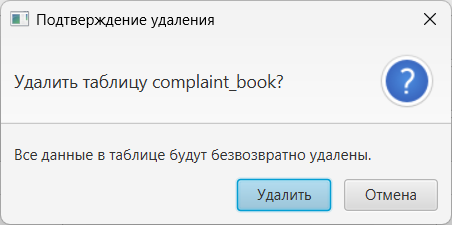 Подтверждение удаления
Удалить таблицу complaint_book?
Все данные в таблице будут безвозвратно удалены.
Удалить
Отмена